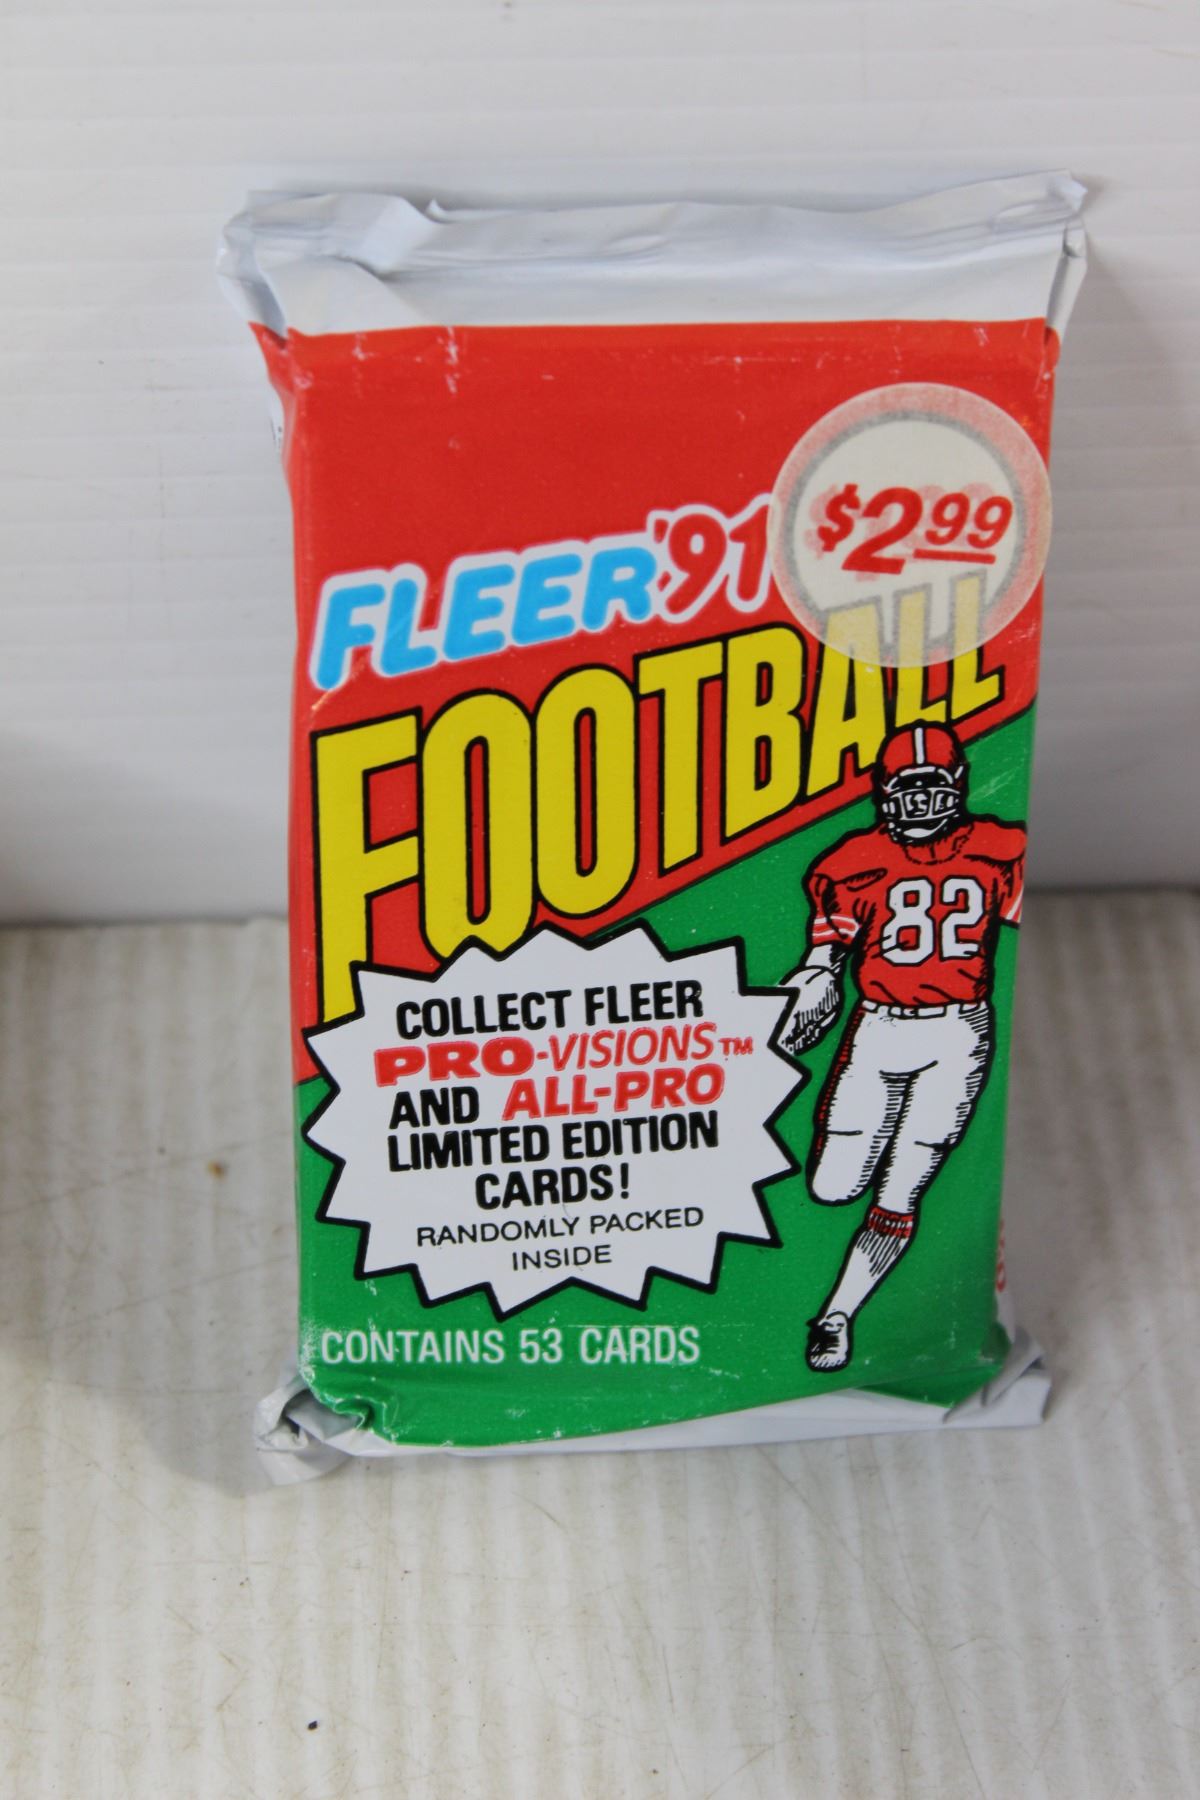 FLEER '91
$2.99
FOOTBALL
82
COLLECT FLEER
PRO-VISIONS™
AND ALL-PRO
LIMITED EDITION
CARDS!
RANDOMLY PACKED
INSIDE
CONTAINS 53 CARDS